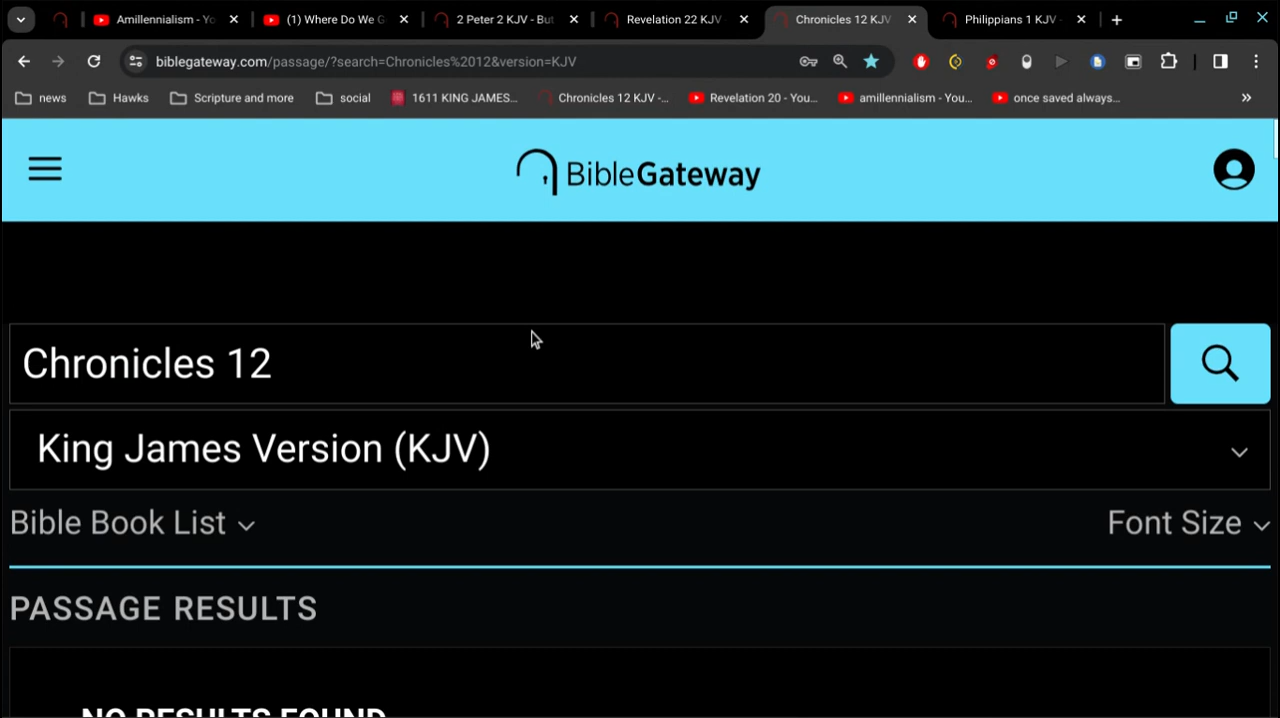 Amillennialism - Yo
(1) Where Do We G
2 Peter 2 KJV - But
Revelation 22 KJV
Chronicles 12 KJV
Philippians 1 KJV -
biblegateway.com/passage/?search=Chronicles%2012&version=KJV
news
Hawks
Scripture and more
social
1611 KING JAMES...
Chronicles 12 KJV -...
Revelation 20 - You...
amillennialism - You...
once saved always...
BibleGateway
Chronicles 12
King James Version (KJV)
Bible Book List
Font Size
PASSAGE RESULTS
NO RESULTS FOUND